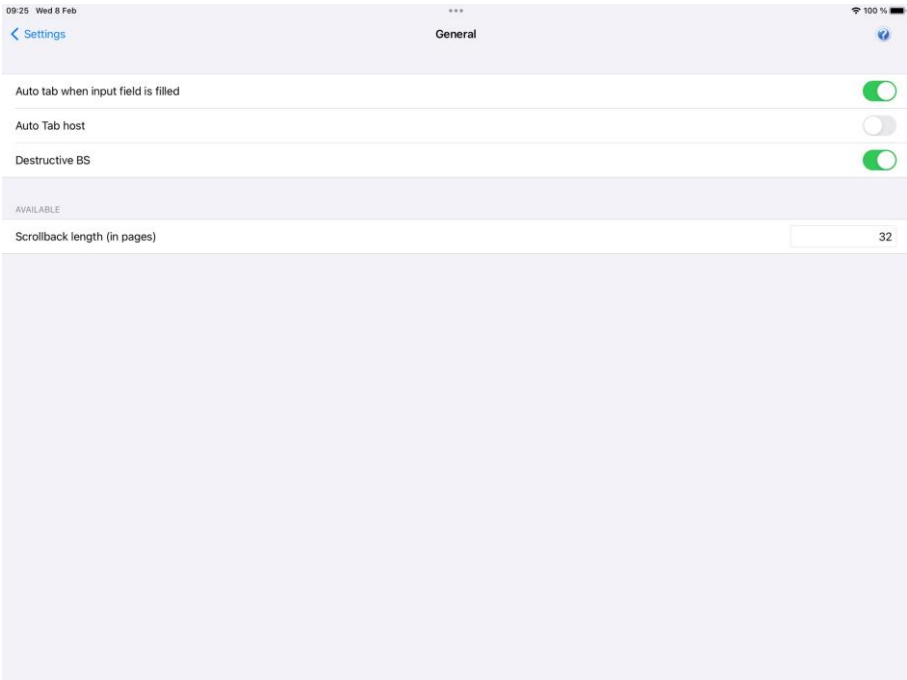 09:25 Wed 8 Feb 100 %
Settings General
Auto tab when input field is filled
Auto Tab host
Destructive BS
AVAILABLE
Scrollback length (in pages) 32